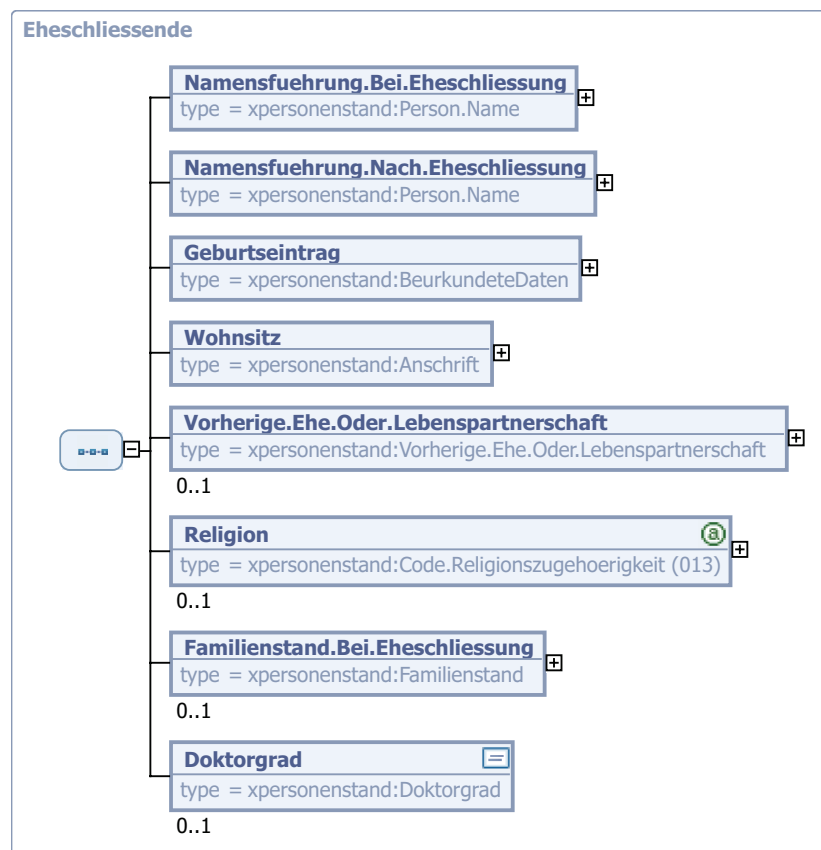 Eheschliessende
Namensfuehrung.Bei.Eheschliessung
type = xpersonenstand:Person.Name
Namensfuehrung.Nach.Eheschliessung
type = xpersonenstand:Person.Name
Geburtseintrag
type = xpersonenstand:BeurkundeteDaten
Wohnsitz
type = xpersonenstand:Anschrift
Vorherige.Ehe.Oder.Lebenspartnerschaft
type = xpersonenstand:Vorherige.Ehe.Oder.Lebenspartnerschaft
0..1
Religion
type = xpersonenstand:Code.Religionszugehoerigkeit (013)
0..1
Familienstand.Bei.Eheschliessung
type = xpersonenstand:Familienstand
0..1
Doktorgrad
type = xpersonenstand:Doktorgrad
0..1